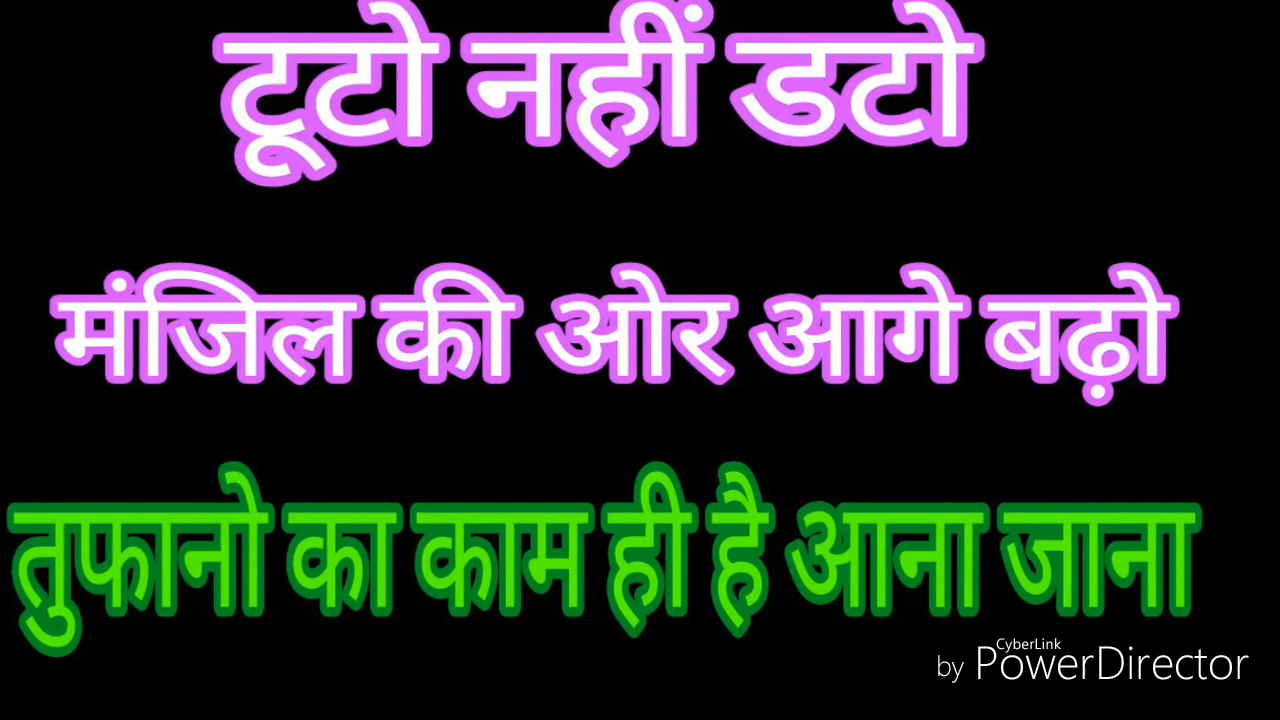 टूटो नहीं डटो
मंजिल की ओर आगे बढ़ो
तुफानो का काम ही है आना जाना
CyberLink
by PowerDirector